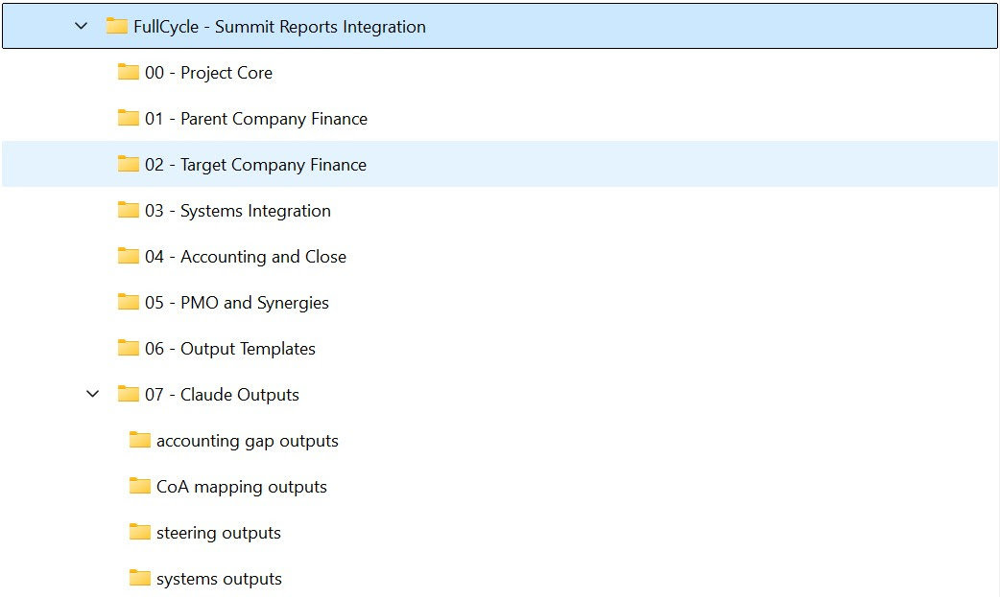 FullCycle - Summit Reports Integration
00 - Project Core
01 - Parent Company Finance
02 - Target Company Finance
03 - Systems Integration
04 - Accounting and Close
05 - PMO and Synergies
06 - Output Templates
07 - Claude Outputs
accounting gap outputs
CoA mapping outputs
steering outputs
systems outputs